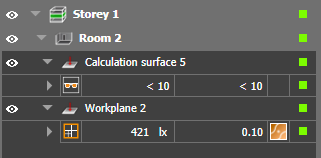 Storey 1
Room 2
Calculation surface 5
< 10 < 10
Workplane 2
421 lx 0.10